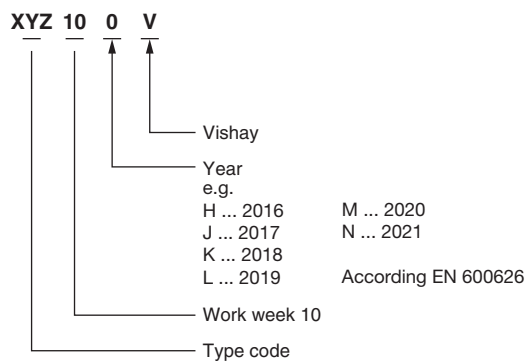 XYZ 10 0 V
Vishay
Year
e.g.
H ... 2016 M ... 2020
J ... 2017 N ... 2021
K ... 2018
L ... 2019 According EN 600626
Work week 10
Type code